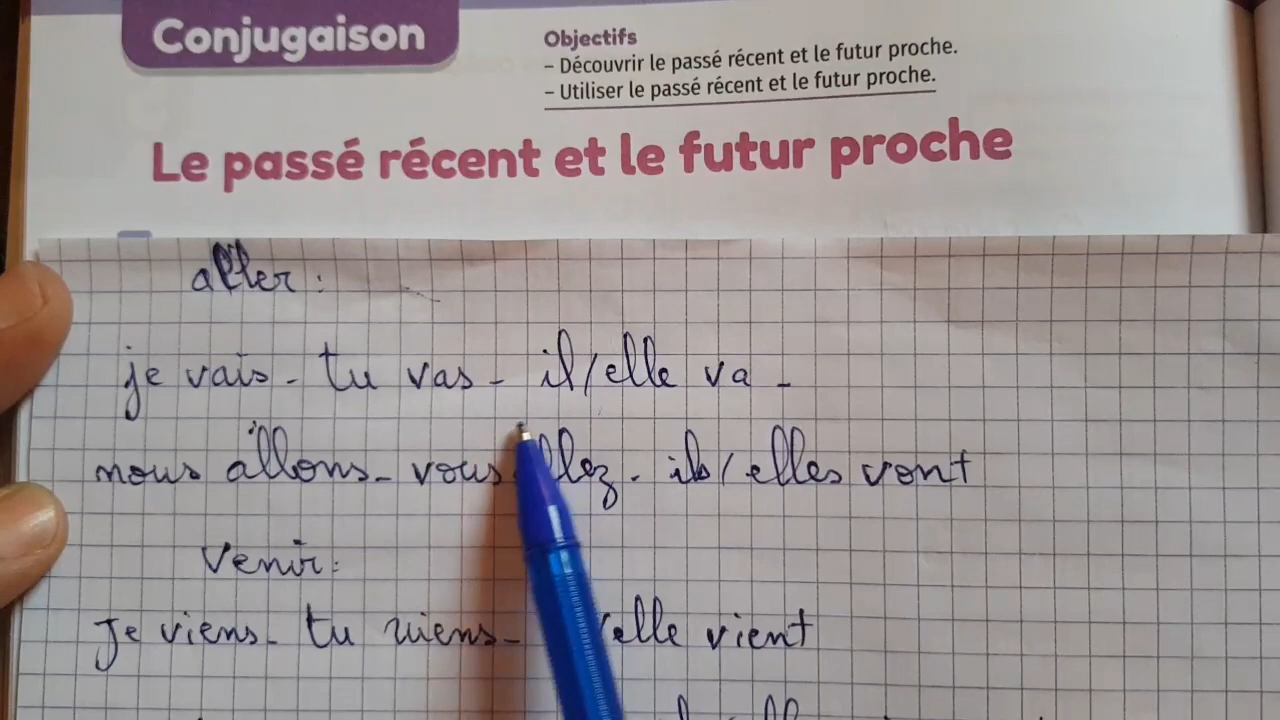 Conjugaison
Objectifs
– Découvrir le passé récent et le futur proche.
– Utiliser le passé récent et le futur proche.
Le passé récent et le futur proche
aller :
je vais - tu vas - il/elle va -
nous allons - vous allez - ils/elles vont
Venir :
Je viens - tu viens - /elle vient